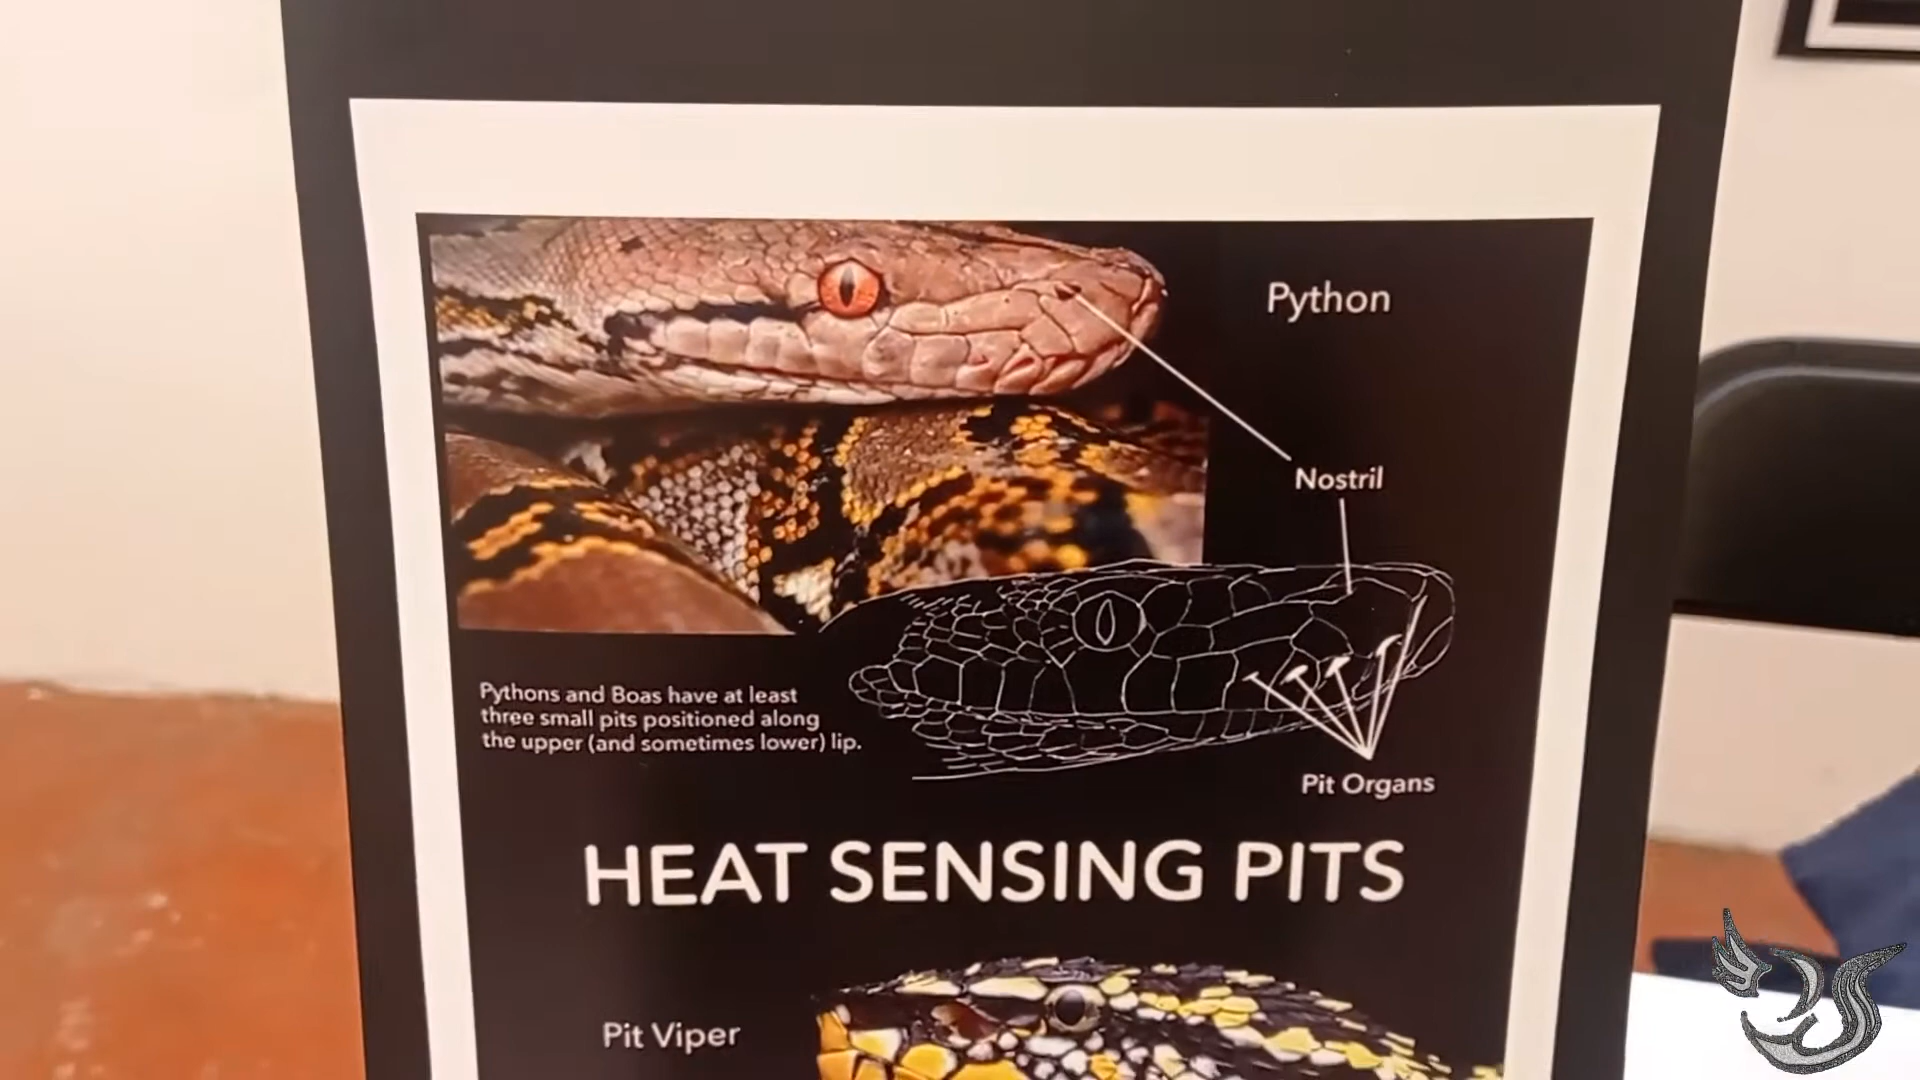 Python
Nostril
Pythons and Boas have at least
three small pits positioned along
the upper (and sometimes lower) lip.
Pit Organs
HEAT SENSING PITS
Pit Viper